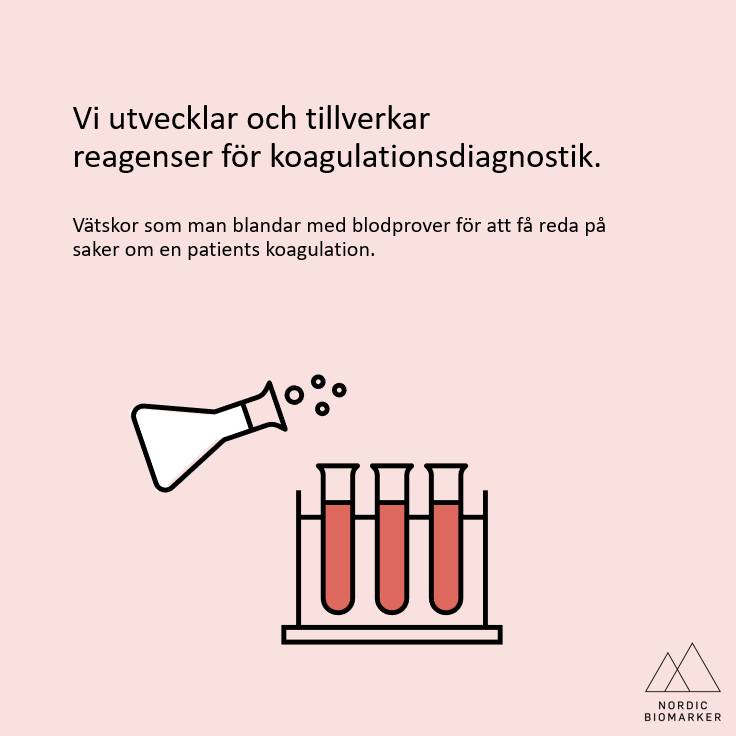 Vi utvecklar och tillverkar
reagenser för koagulationsdiagnostik.
Vätskor som man blandar med blodprover för att få reda på
saker om en patients koagulation.
NORDIC
BIOMARKER